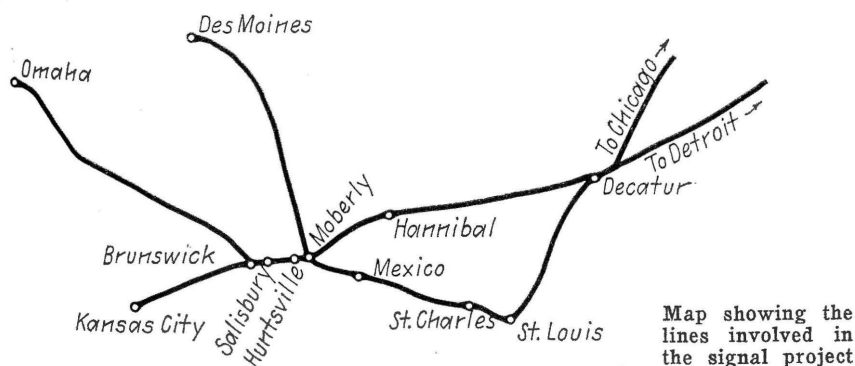 Des Moines
Omaha
To Chicago →
To Detroit →
Decatur
Moberly
Hannibal
Brunswick
Salisbury
Huntsville
Mexico
Kansas City
St. Charles
St. Louis
Map showing the
lines involved in
the signal project